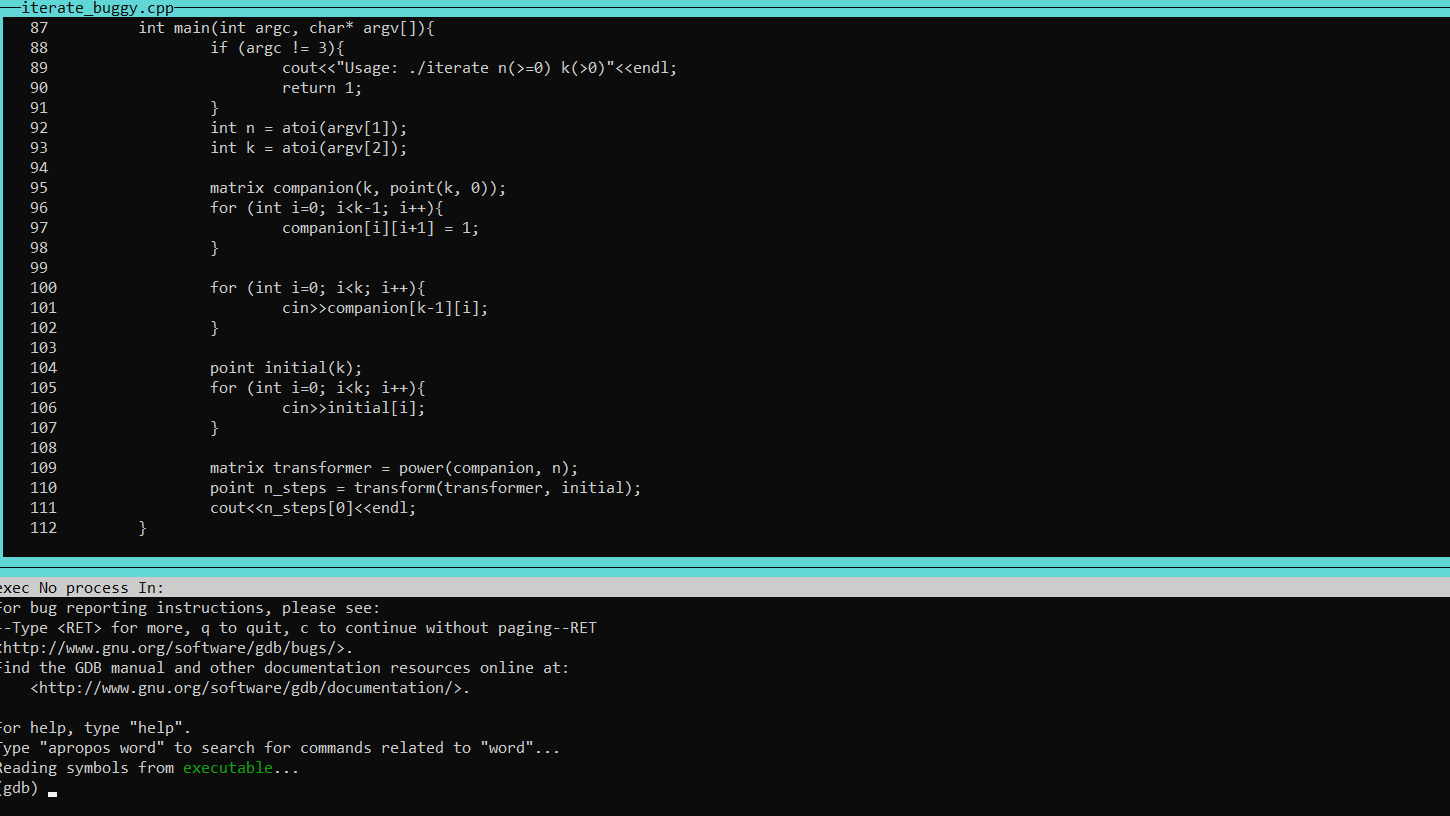 iterate_buggy.cpp
87 int main(int argc, char* argv[]){
88 if (argc != 3){
89 cout<<"Usage: ./iterate n(>=0) k(>0)"<<endl;
90 return 1;
91 }
92 int n = atoi(argv[1]);
93 int k = atoi(argv[2]);
94
95 matrix companion(k, point(k, 0));
96 for (int i=0; i<k-1; i++){
97 companion[i][i+1] = 1;
98 }
99
100 for (int i=0; i<k; i++){
101 cin>>companion[k-1][i];
102 }
103
104 point initial(k);
105 for (int i=0; i<k; i++){
106 cin>>initial[i];
107 }
108
109 matrix transformer = power(companion, n);
110 point n_steps = transform(transformer, initial);
111 cout<<n_steps[0]<<endl;
112 }
exec No process In:
For bug reporting instructions, please see:
--Type <RET> for more, q to quit, c to continue without paging--RET
<http://www.gnu.org/software/gdb/bugs/>.
Find the GDB manual and other documentation resources online at:
<http://www.gnu.org/software/gdb/documentation/>.
For help, type "help".
Type "apropos word" to search for commands related to "word"...
Reading symbols from executable...
(gdb)